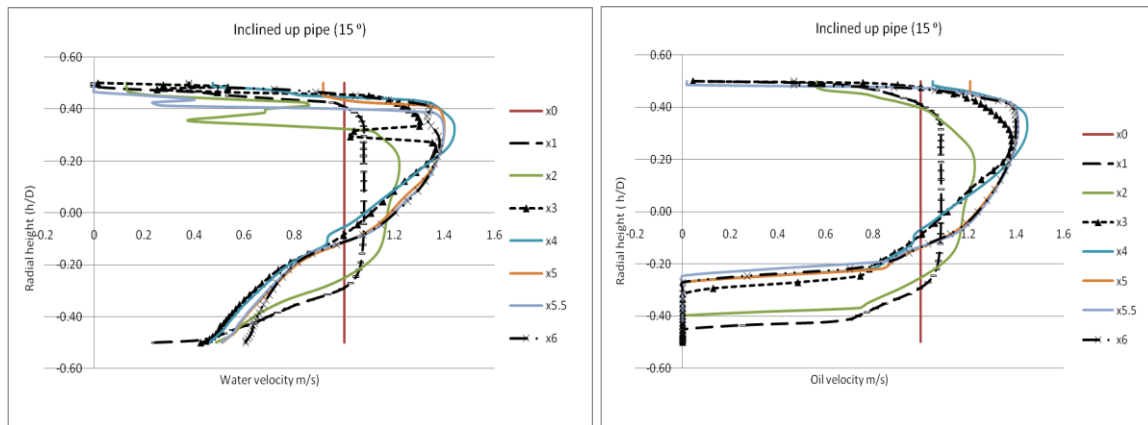 Inclined up pipe (15 º)
0.60
0.40
0.20
0.00
-0.20
-0.40
-0.60
0 0.2 0.4 0.6 0.8 1 1.2 1.4 1.6
Radial height (h/D)
Water velocity m/s)
x0
x1
x2
x3
x4
x5
x5.5
x6
Inclined up pipe (15 º)
0.60
0.40
0.20
0.00
-0.20
-0.40
-0.60
0 0.2 0.4 0.6 0.8 1 1.2 1.4 1.6
Radial height ( h/D)
Oil velocity m/s)
x0
x1
x2
x3
x4
x5
x5.5
x6